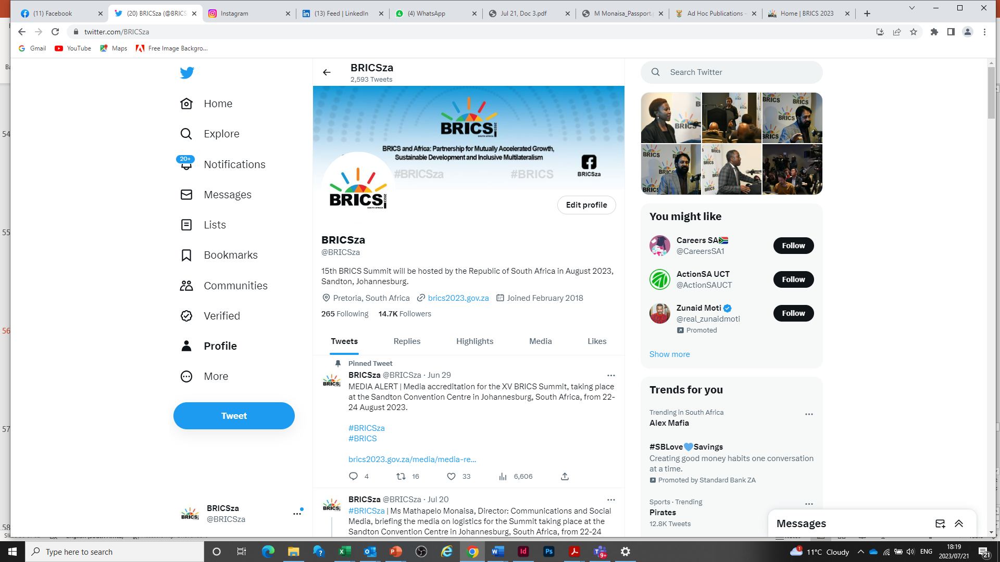 (11) Facebook
(20) BRICSza (@BRICS
Instagram
(13) Feed | LinkedIn
(4) WhatsApp
Jul 21, Doc 3.pdf
M Monaisa_Passport.
Ad Hoc Publications -
Home | BRICS 2023
twitter.com/BRICSza
Gmail
YouTube
Maps
Free Image Backgro...
Home
Explore
20+
Notifications
Messages
Lists
Bookmarks
Communities
Verified
Profile
More
Tweet
BRICSza
@BRICSza
BRICSza
2,593 Tweets
BRICS
2023
SOUTH AFRICA
BRICS and Africa: Partnership for Mutually Accelerated Growth,
Sustainable Development and Inclusive Multilateralism
#BRICSza
#BRICS
BRICSza
BRICS
2023
SOUTH AFRICA
Edit profile
BRICSza
@BRICSza
15th BRICS Summit will be hosted by the Republic of South Africa in August 2023,
Sandton, Johannesburg.
Pretoria, South Africa brics2023.gov.za Joined February 2018
265 Following 14.7K Followers
Tweets Replies Highlights Media Likes
Pinned Tweet
BRICSza @BRICSza · Jun 29
MEDIA ALERT | Media accreditation for the XV BRICS Summit, taking place
at the Sandton Convention Centre in Johannesburg, South Africa, from 22-
24 August 2023.
#BRICSza
#BRICS
brics2023.gov.za/media/media-re...
4 16 33 6,606
BRICSza @BRICSza · Jul 20
#BRICSza | Ms Mathapelo Monaisa, Director: Communications and Social
Media, briefing the media on logistics for the Summit taking place at the
Sandton Convention Centre in Johannesburg, South Africa, from 22-24
Search Twitter
You might like
Careers SA
@CareersSA1
Follow
ActionSA UCT
@ActionSAUCT
Follow
Zunaid Moti
@real_zunaidmoti
Promoted
Follow
Show more
Trends for you
Trending in South Africa
Alex Mafia
#SBLove💙Savings
Creating good money habits one conversation
at a time.
Promoted by Standard Bank ZA
Sports · Trending
Pirates
12.8K Tweets
Messages
54
55
56
57
58
Type here to search
11°C Cloudy
ENG
18:19
2023/07/21
21